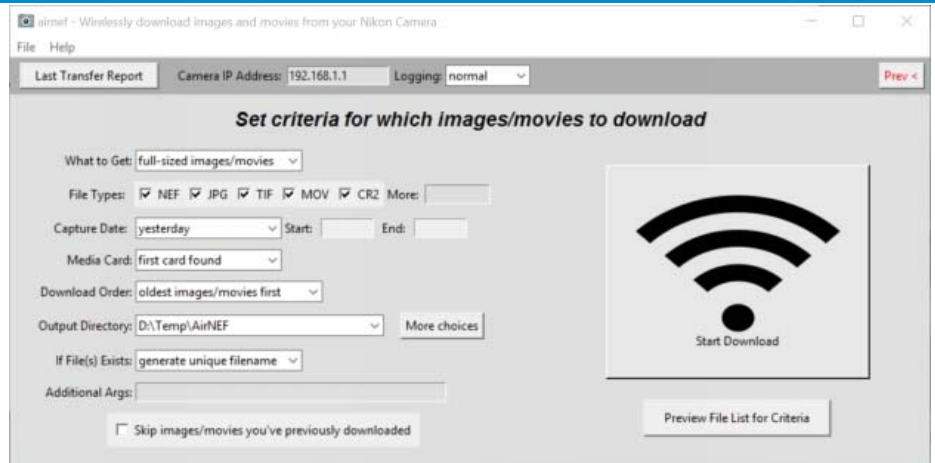 airnef - Wirelessly download images and movies from your Nikon Camera
File Help
Last Transfer Report Camera IP Address: 192.168.1.1 Logging: normal Prev <
Set criteria for which images/movies to download
What to Get: full-sized images/movies
File Types: NEF JPG TIF MOV CR2 More:
Capture Date: yesterday Start: End:
Media Card: first card found
Download Order: oldest images/movies first
Output Directory: D:\Temp\AirNEF More choices
If File(s) Exists: generate unique filename
Additional Args:
Skip images/movies you've previously downloaded
Start Download
Preview File List for Criteria